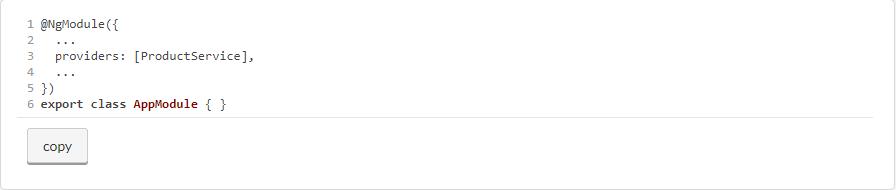 1 @NgModule({
2   ...
3   providers: [ProductService],
4   ...
5 })
6 export class AppModule { }
copy